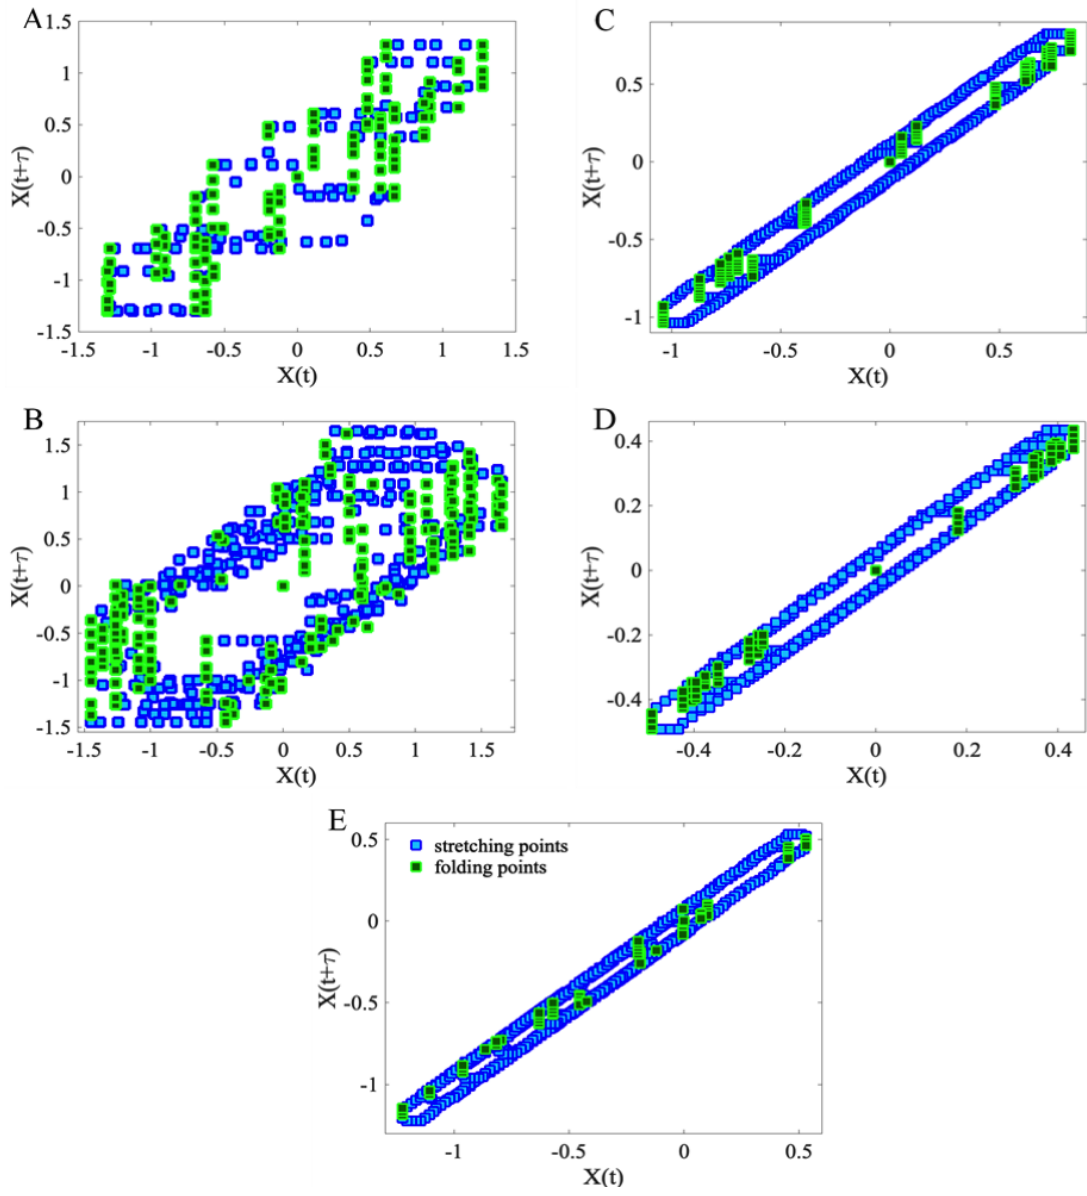 A
1.5
1
0.5
0
-0.5
-1
-1.5
-1.5 -1 -0.5 0 0.5 1 1.5
X(t)
X(t+τ)
C
0.5
0
-0.5
-1
-1 -0.5 0 0.5
X(t)
X(t+τ)
B
1.5
1
0.5
0
-0.5
-1
-1.5
-1.5 -1 -0.5 0 0.5 1 1.5
X(t)
X(t+τ)
D
0.4
0.2
0
-0.2
-0.4
-0.4 -0.2 0 0.2 0.4
X(t)
X(t+τ)
E
stretching points
folding points
0.5
0
-0.5
-1
-1 -0.5 0 0.5
X(t)
X(t+τ)